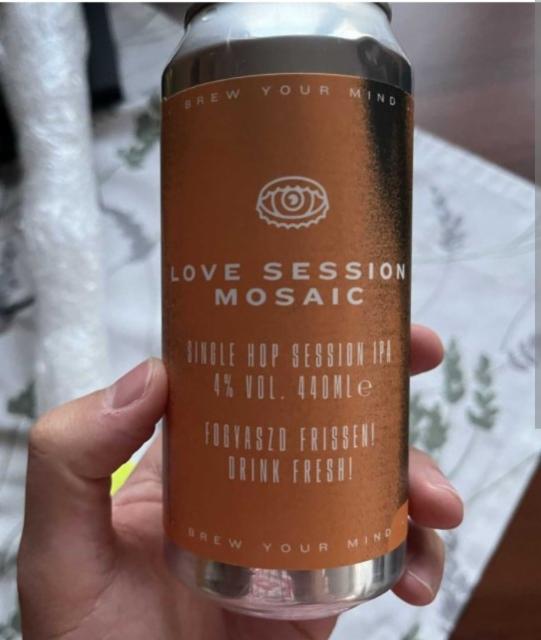 BREW YOUR MIND
LOVE SESSION
MOSAIC
SINGLE HOP SESSION IPA
4% VOL. 440ML e
FOGYASZD FRISSEN!
DRINK FRESH!
BREW YOUR MIND